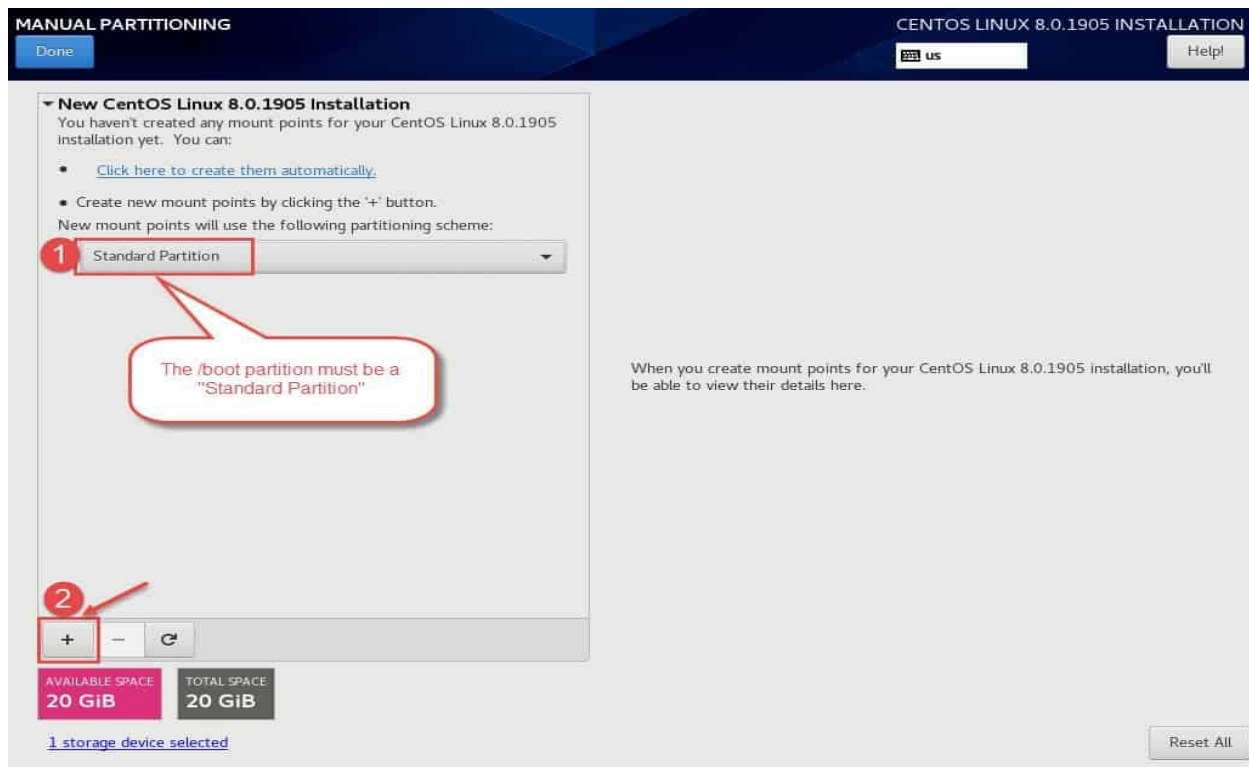 MANUAL PARTITIONING
CENTOS LINUX 8.0.1905 INSTALLATION
Done
us
Help!
New CentOS Linux 8.0.1905 Installation
You haven't created any mount points for your CentOS Linux 8.0.1905
installation yet. You can:
• Click here to create them automatically.
• Create new mount points by clicking the '+' button.
New mount points will use the following partitioning scheme:
1
Standard Partition
The /boot partition must be a
"Standard Partition"
When you create mount points for your CentOS Linux 8.0.1905 installation, you'll
be able to view their details here.
2
+ −
AVAILABLE SPACE
20 GiB
TOTAL SPACE
20 GiB
1 storage device selected
Reset All